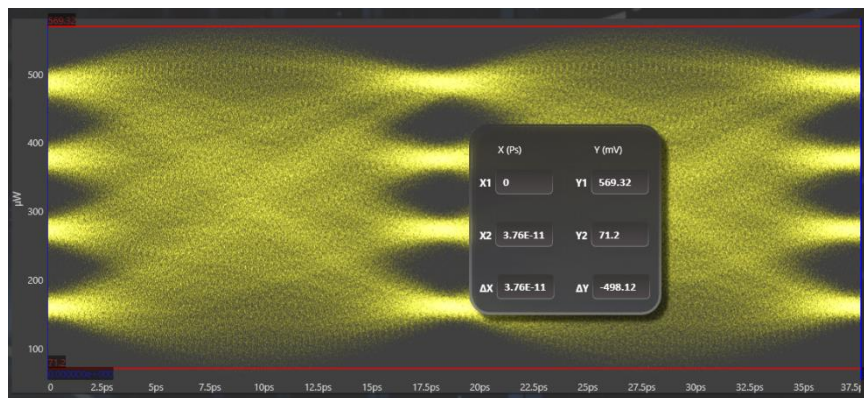 569.32
500
400
300
200
100
µW
X (Ps) Y (mV)
X1 0 Y1 569.32
X2 3.76E-11 Y2 71.2
ΔX 3.76E-11 ΔY -498.12
71.2
0 2.5ps 5ps 7.5ps 10ps 12.5ps 15ps 17.5ps 20ps 22.5ps 25ps 27.5ps 30ps 32.5ps 35ps 37.5